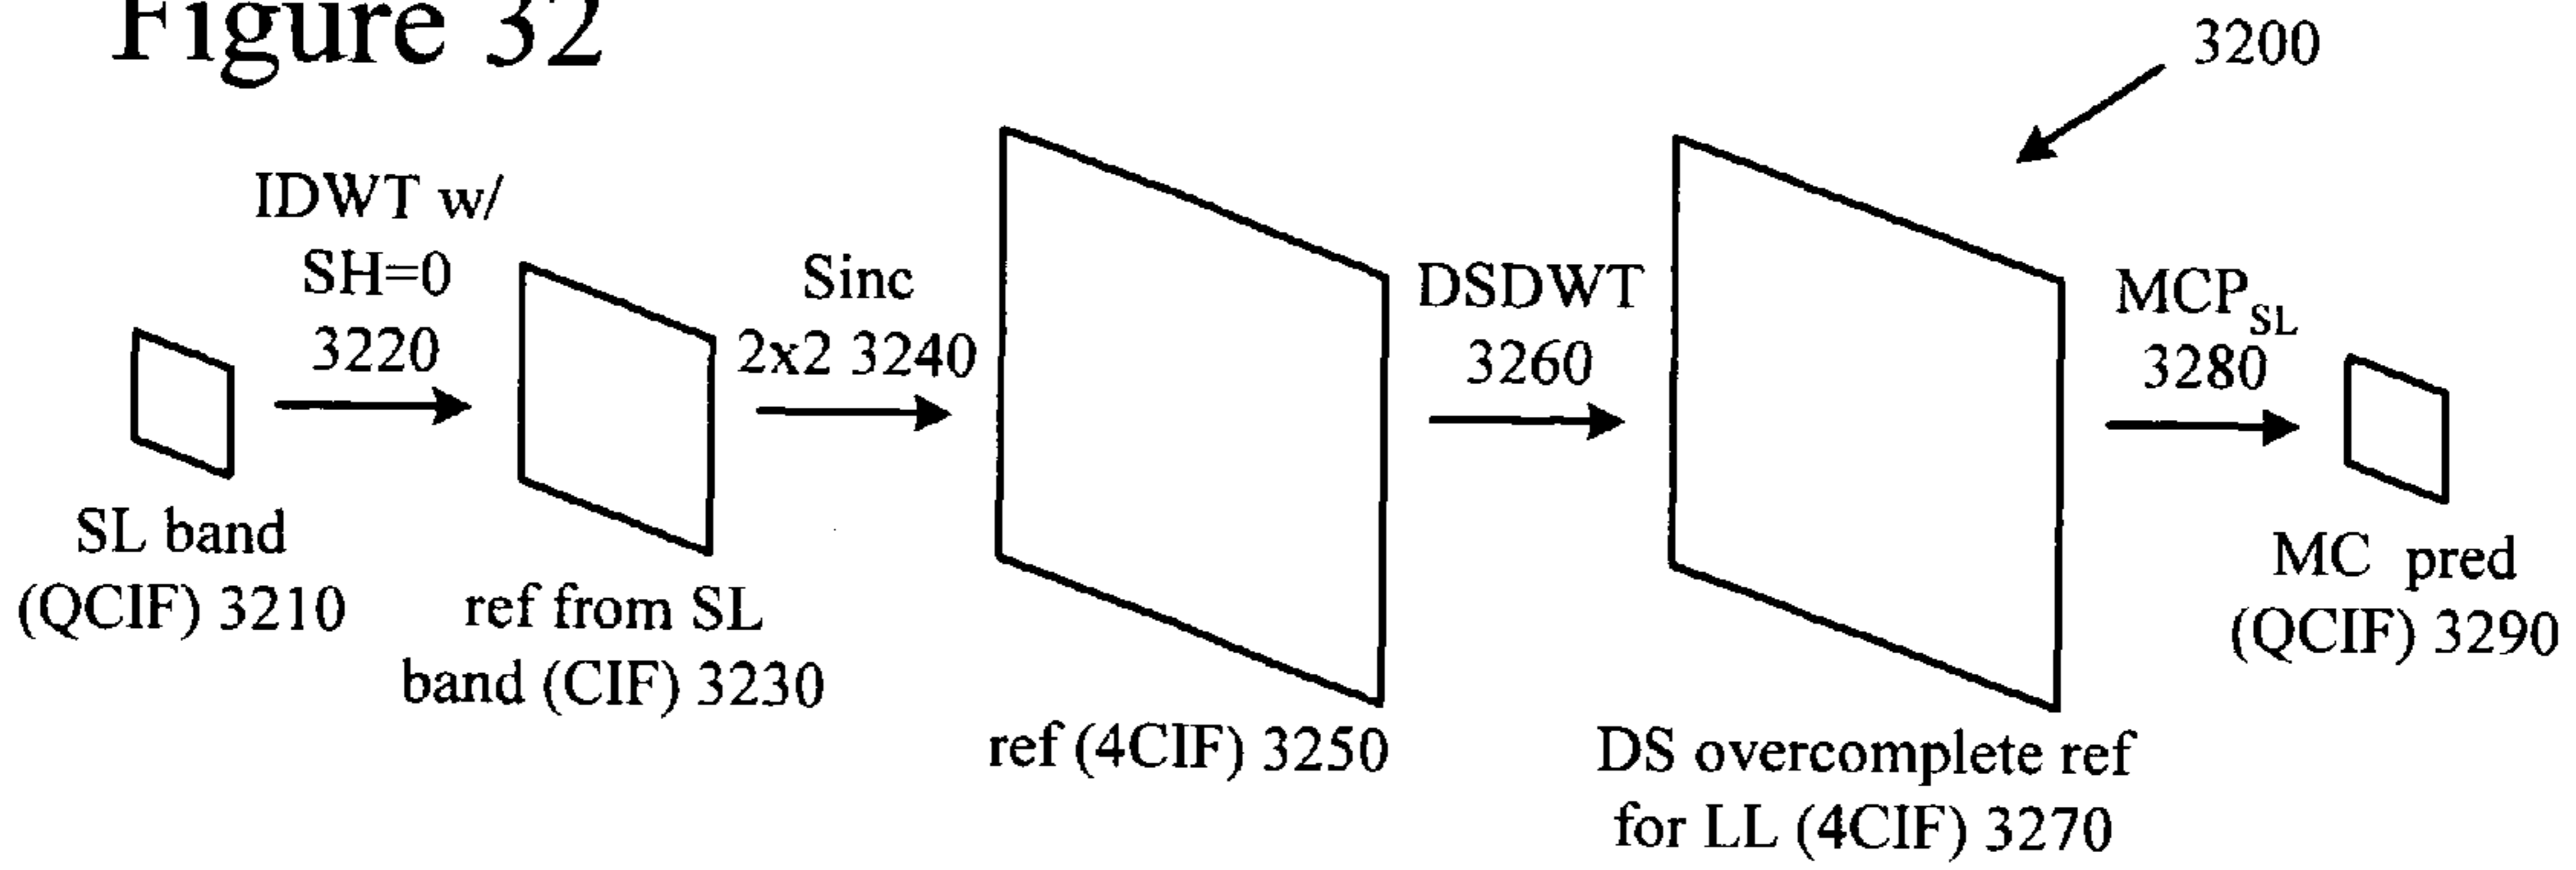 Figure 32
3200
IDWT w/
SH=0
3220
Sinc
2x2 3240
DSDWT
3260
MCP_SL
3280
SL band
(QCIF) 3210
ref from SL
band (CIF) 3230
ref (4CIF) 3250
DS overcomplete ref
for LL (4CIF) 3270
MC pred
(QCIF) 3290